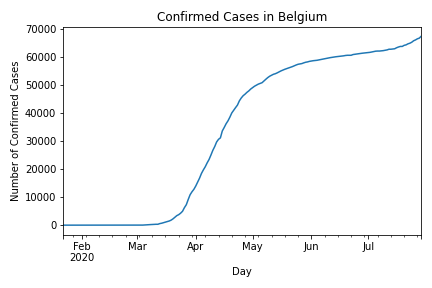 Confirmed Cases in Belgium
Number of Confirmed Cases
70000
60000
50000
40000
30000
20000
10000
0
Feb Mar Apr May Jun Jul
2020
Day